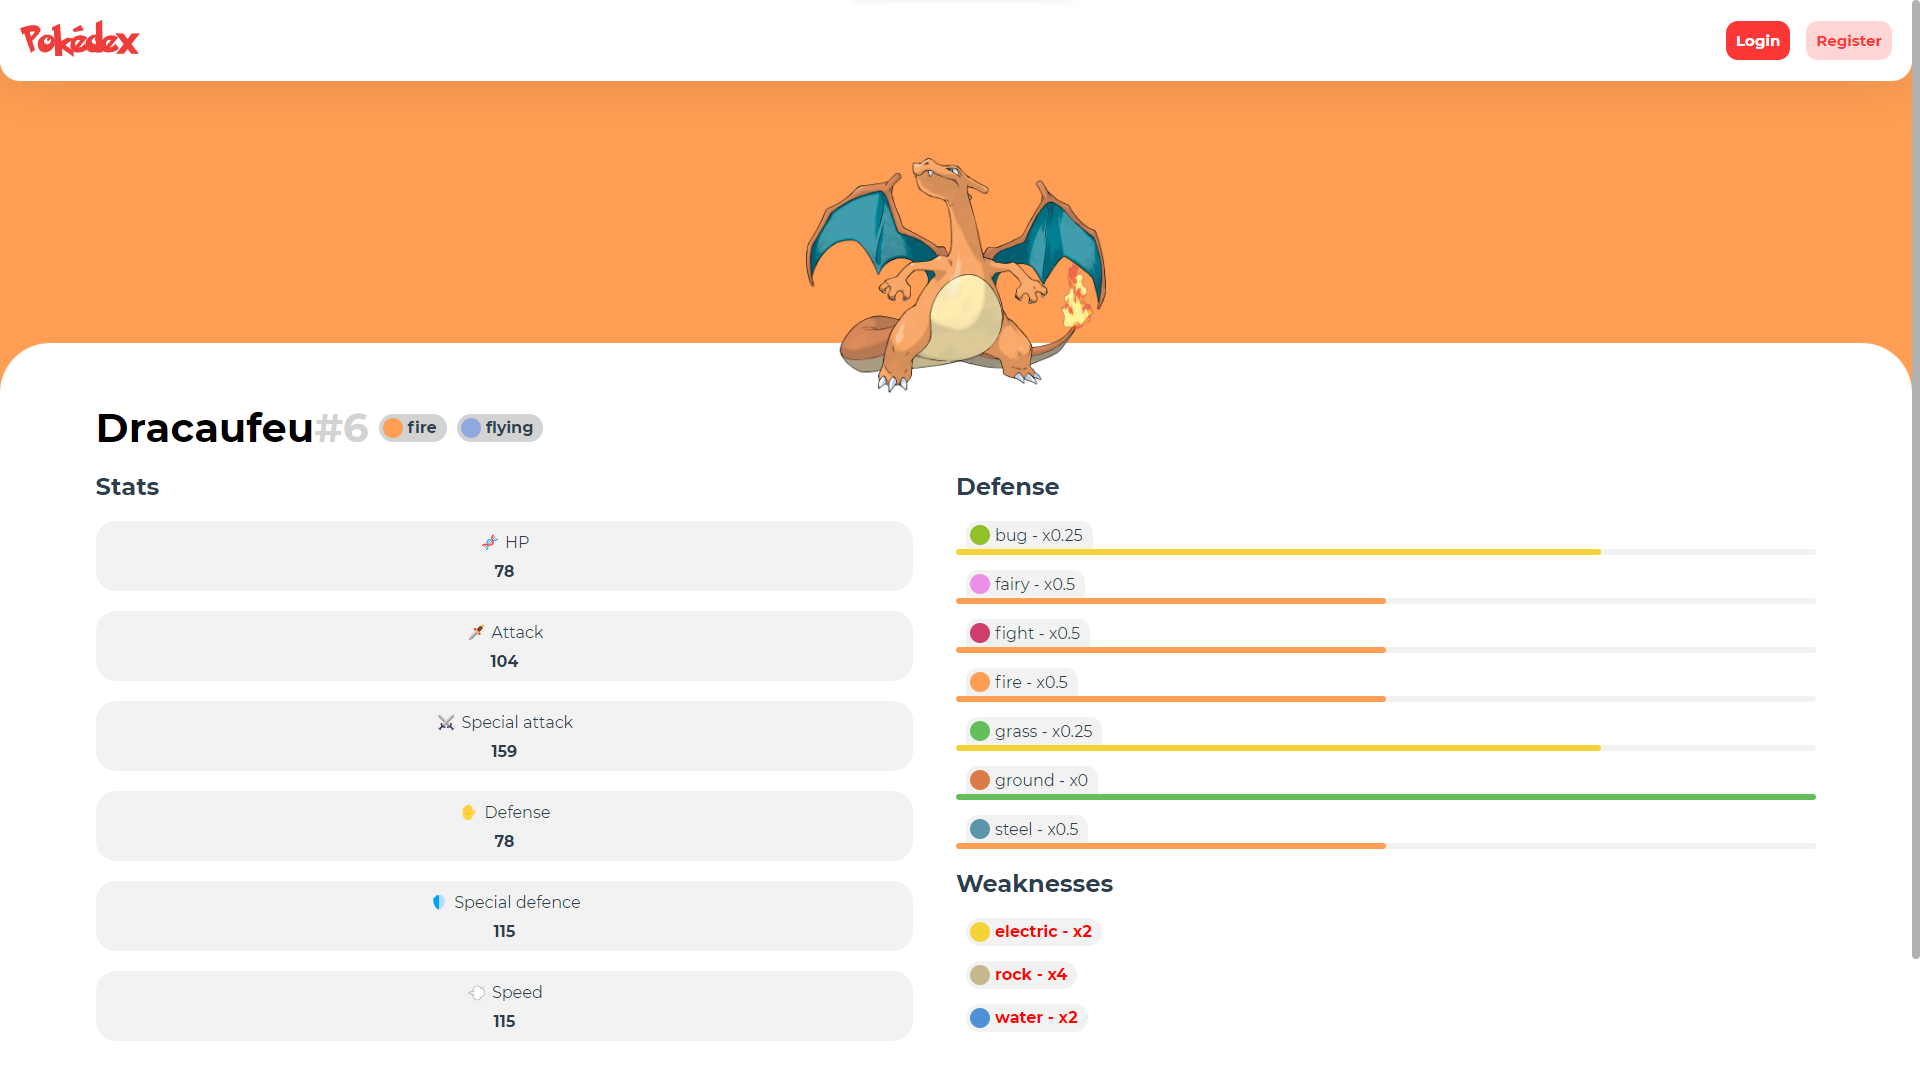 Pokédex
Login
Register
Dracaufeu#6
fire
flying
Stats
HP
78
Attack
104
Special attack
159
Defense
78
Special defence
115
Speed
115
Defense
bug - x0.25
fairy - x0.5
fight - x0.5
fire - x0.5
grass - x0.25
ground - x0
steel - x0.5
Weaknesses
electric - x2
rock - x4
water - x2